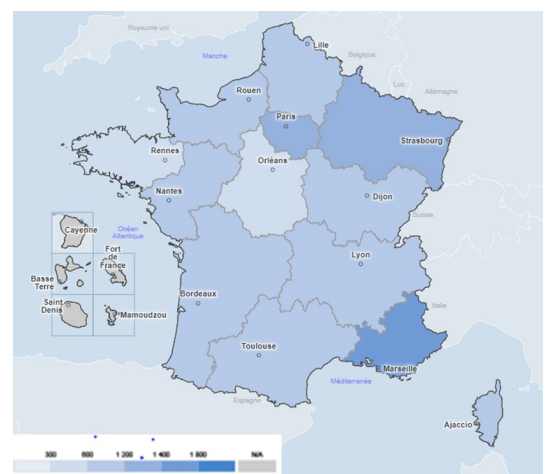 Royaume uni
Lille
Belgique
Manche
Lux
Allemagne
Rouen
Paris
Strasbourg
Rennes
Orléans
Nantes
Dijon
Suisse
Cayenne
Océan
Atlantique
Fort
de
France
Lyon
Basse
Terre
Bordeaux
Italie
Saint
Denis
Mamoudzou
Toulouse
Marseille
Méditerranée
Espagne
Ajaccio
300 600 1 200 1 400 1 800 N/A